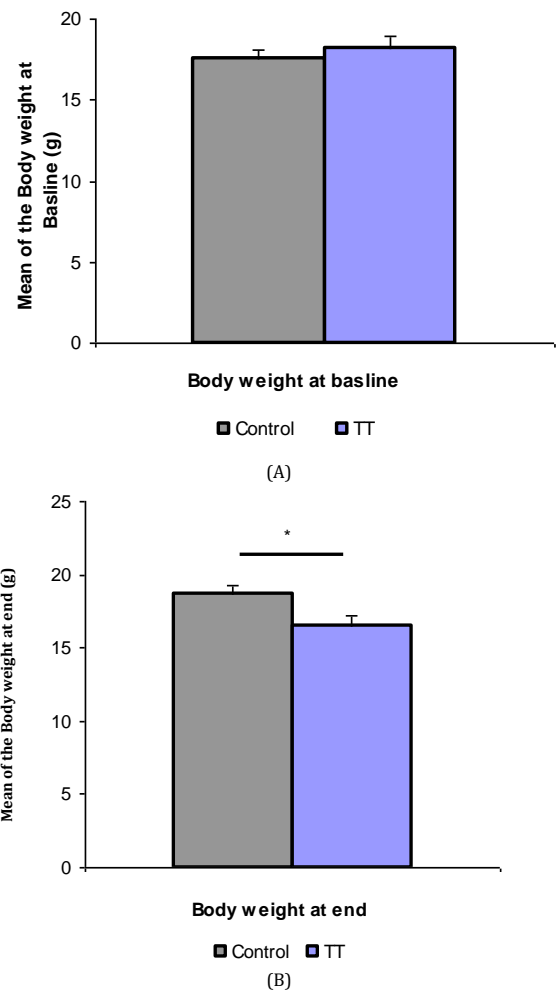 20
15
10
5
0
Mean of the Body weight at
Basline (g)
Body weight at basline
Control TT
(A)
25
20
15
10
5
0
*
Mean of the Body weight at end (g)
Body weight at end
Control TT
(B)